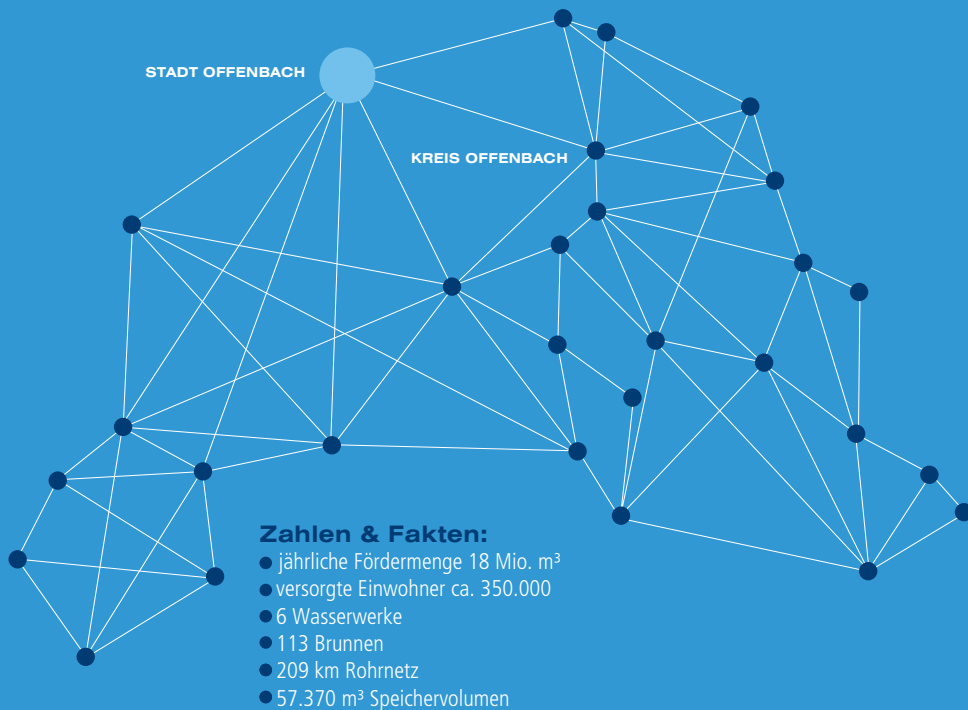 STADT OFFENBACH
KREIS OFFENBACH
Zahlen & Fakten:
jährliche Fördermenge 18 Mio. m³
versorgte Einwohner ca. 350.000
6 Wasserwerke
113 Brunnen
209 km Rohrnetz
57.370 m³ Speichervolumen